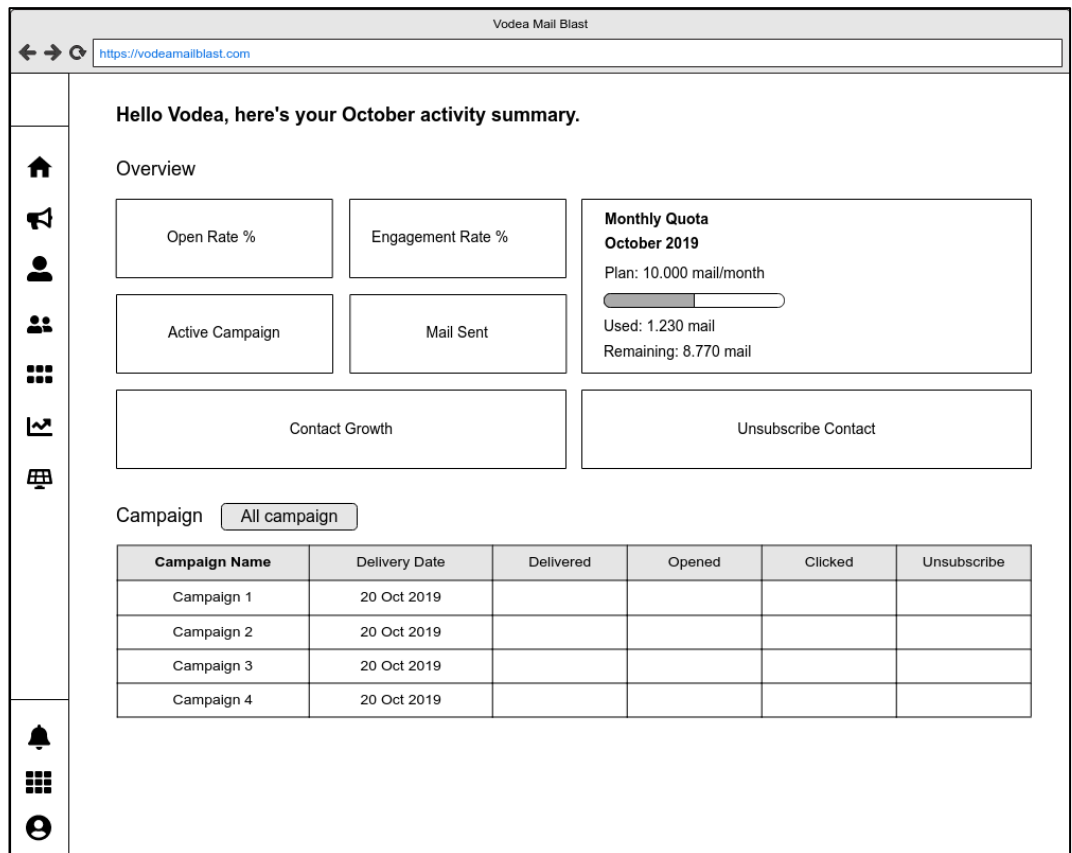 Vodea Mail Blast
https://vodeamailblast.com
Hello Vodea, here's your October activity summary.
Overview
Open Rate %
Engagement Rate %
Active Campaign
Mail Sent
Monthly Quota
October 2019
Plan: 10.000 mail/month
Used: 1.230 mail
Remaining: 8.770 mail
Contact Growth
Unsubscribe Contact
Campaign All campaign
Campaign Name Delivery Date Delivered Opened Clicked Unsubscribe
Campaign 1 20 Oct 2019
Campaign 2 20 Oct 2019
Campaign 3 20 Oct 2019
Campaign 4 20 Oct 2019